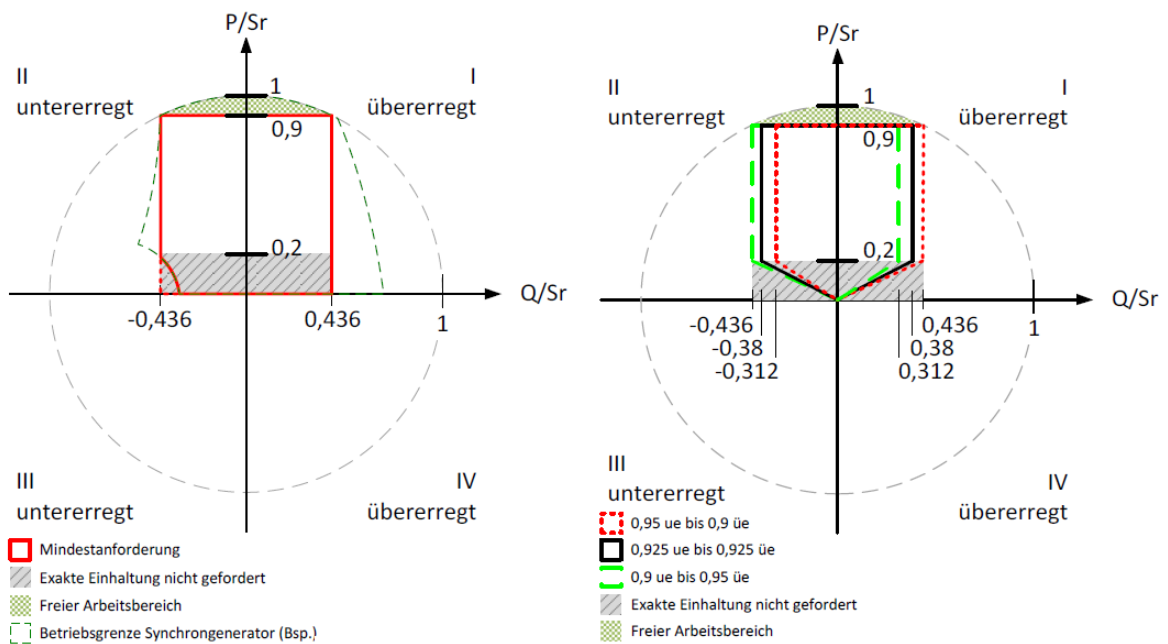 P/Sr
II
untererregt
I
übererregt
1
0,9
0,2
Q/Sr
-0,436
0,436
1
III
untererregt
IV
übererregt
Mindestanforderung
Exakte Einhaltung nicht gefordert
Freier Arbeitsbereich
Betriebsgrenze Synchrongenerator (Bsp.)
P/Sr
II
untererregt
I
übererregt
1
0,9
0,2
Q/Sr
-0,436
-0,38
-0,312
0,436
0,38
0,312
1
III
untererregt
IV
übererregt
0,95 ue bis 0,9 üe
0,925 ue bis 0,925 üe
0,9 ue bis 0,95 üe
Exakte Einhaltung nicht gefordert
Freier Arbeitsbereich